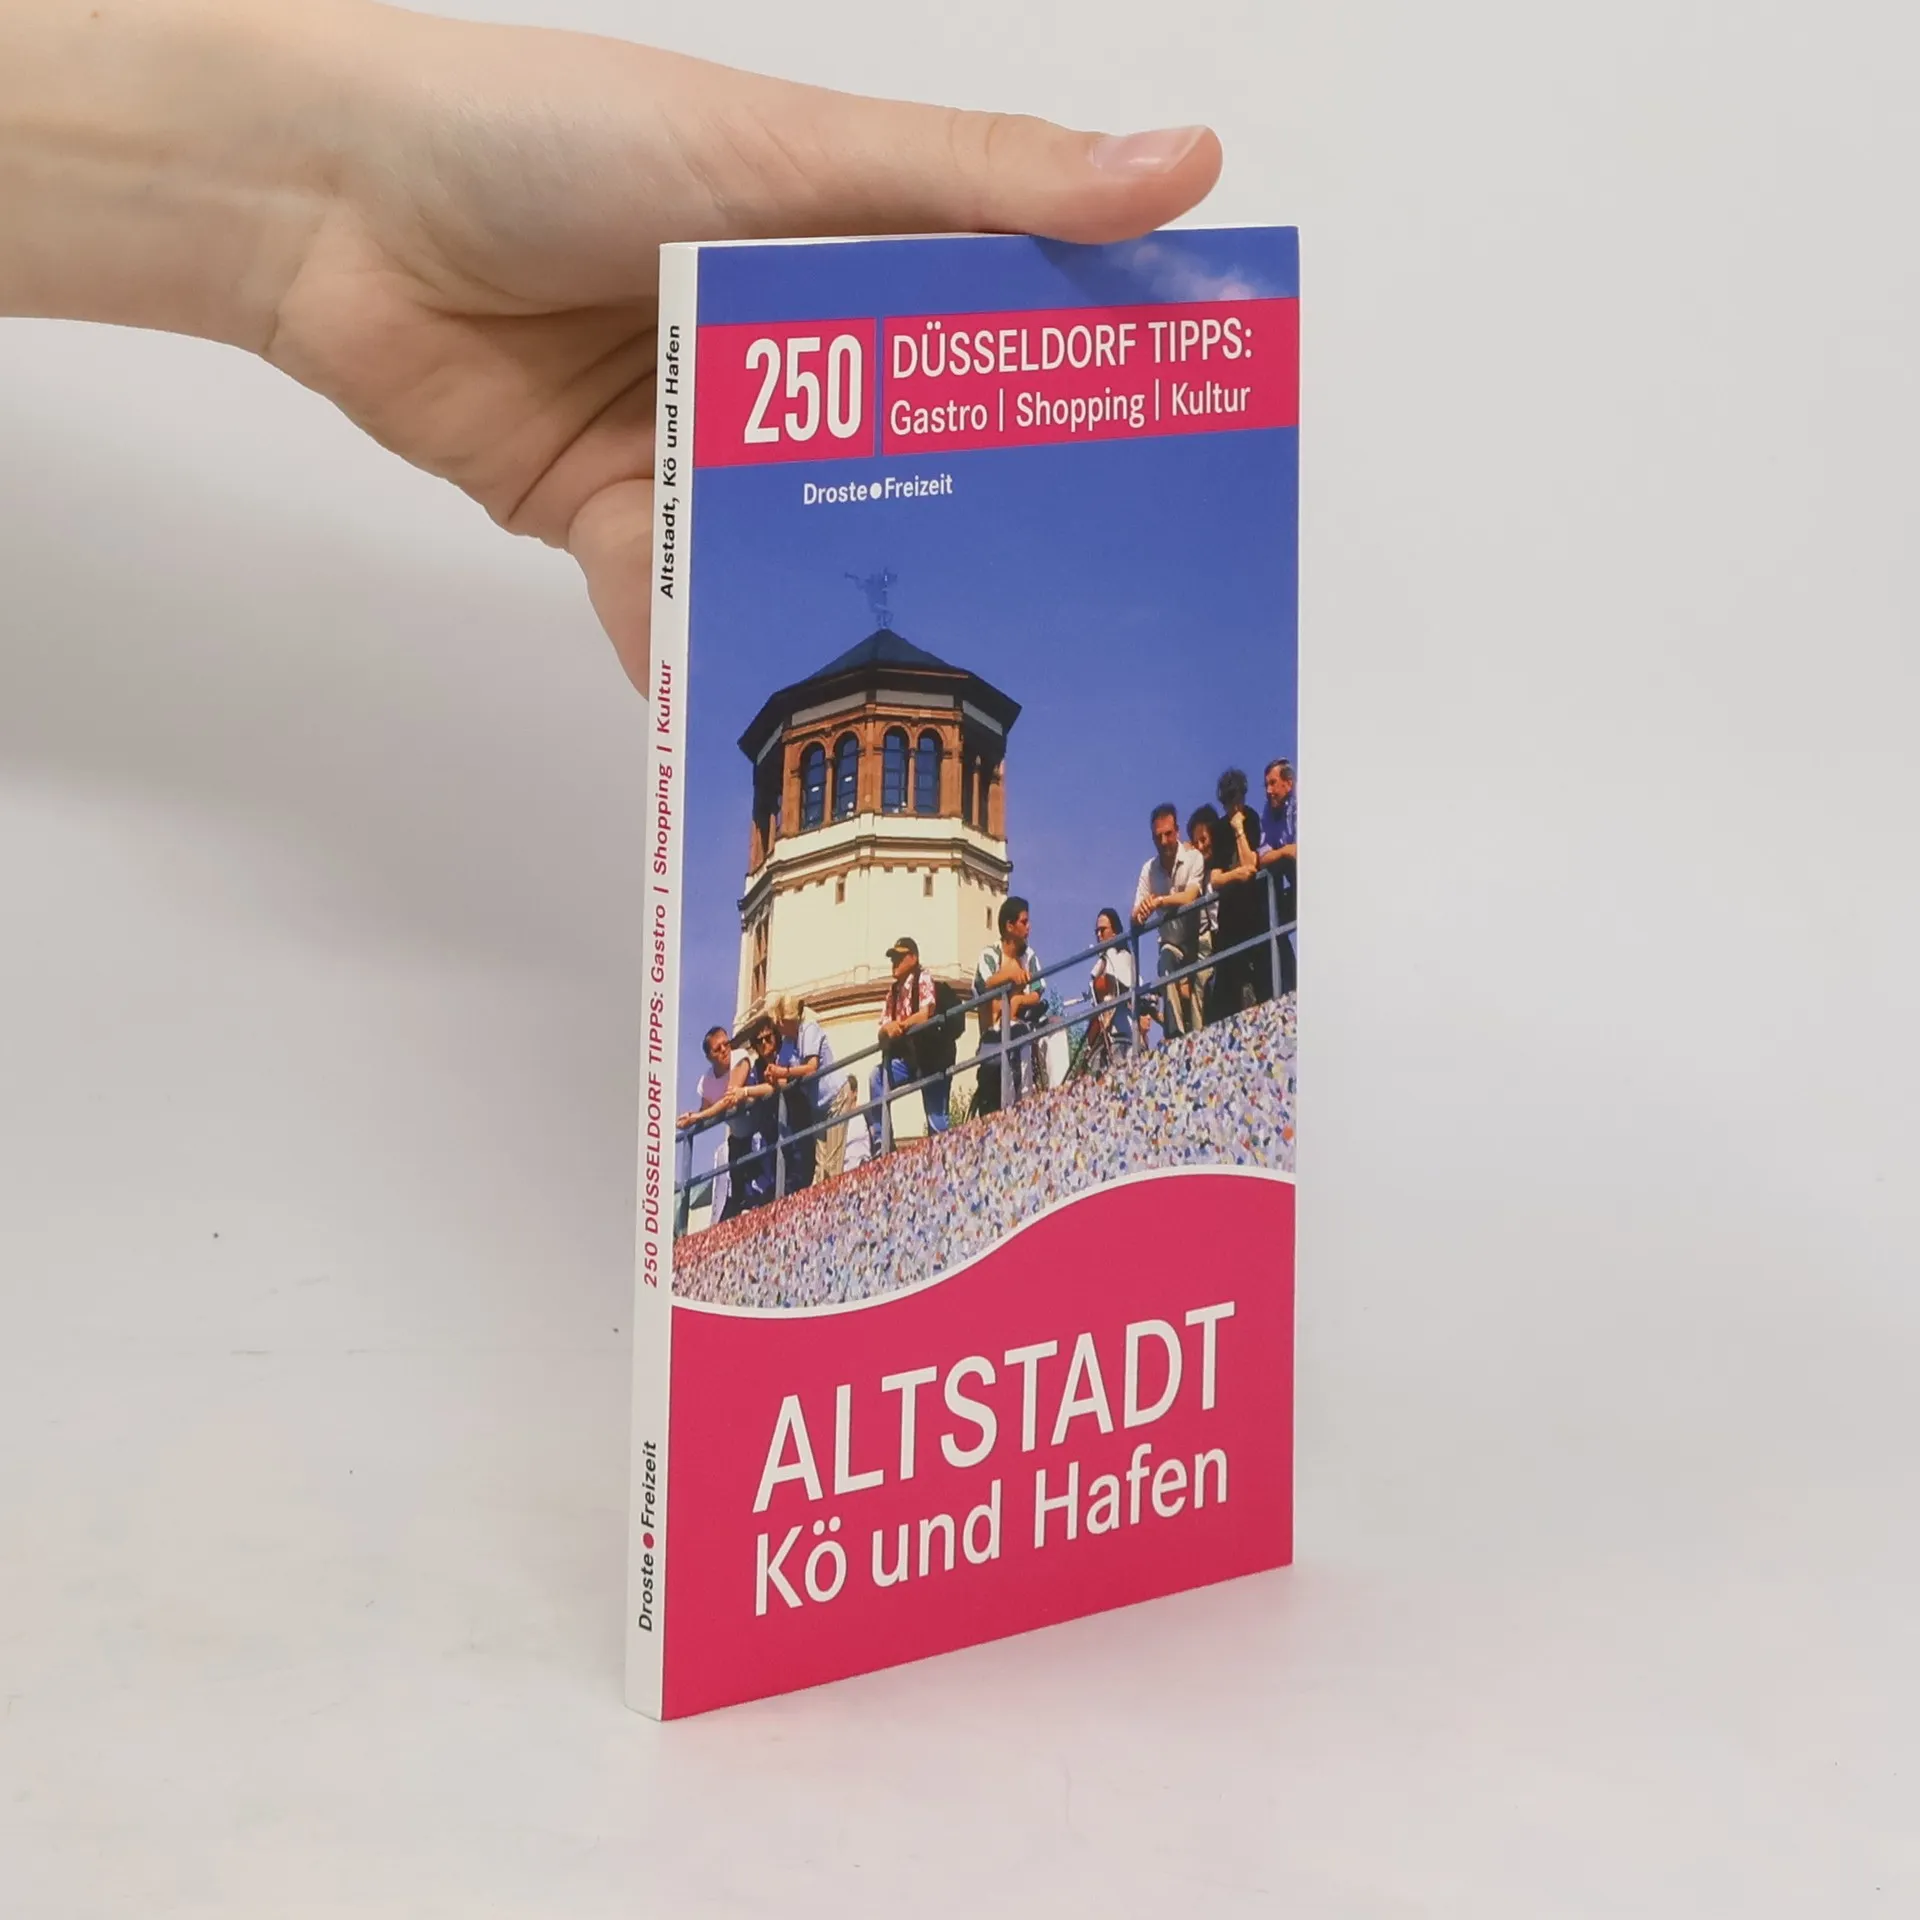 250
DÜSSELDORF TIPPS:
Gastro | Shopping | Kultur
Droste●Freizeit
ALTSTADT
Kö und Hafen
Droste●Freizeit 250 DÜSSELDORF TIPPS: Gastro | Shopping | Kultur Altstadt, Kö und Hafen